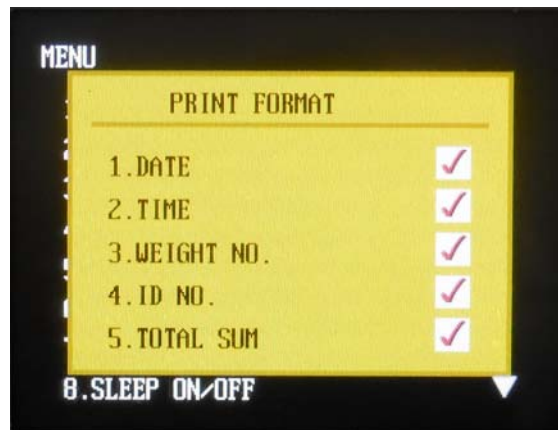 MENU
PRINT FORMAT
1.DATE
2.TIME
3.WEIGHT NO.
4.ID NO.
5.TOTAL SUM
8.SLEEP ON/OFF